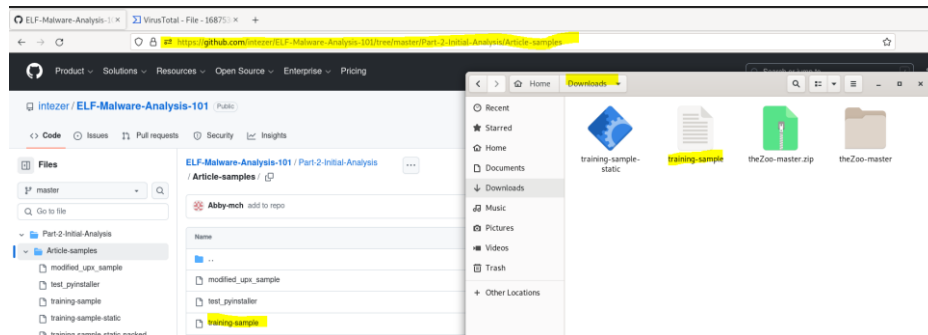 ELF-Malware-Analysis-1
VirusTotal - File - 16875
https://github.com/intezer/ELF-Malware-Analysis-101/tree/master/Part-2-Initial-Analysis/Article-samples
Product Solutions Resources Open Source Enterprise Pricing
intezer / ELF-Malware-Analysis-101 Public
Code Issues Pull requests Security Insights
Files
master
Go to file
Part-2-Initial-Analysis
Article-samples
modified_upx_sample
test_pyinstaller
training-sample
training-sample-static
training-sample-static-packed
ELF-Malware-Analysis-101 / Part-2-Initial-Analysis
/ Article-samples /
Abby-mch add to repo
Name
..
modified_upx_sample
test_pyinstaller
training-sample
Home Downloads
Recent
Starred
Home
Documents
Downloads
Music
Pictures
Videos
Trash
+ Other Locations
training-sample-
static
training-sample
theZoo-master.zip
theZoo-master